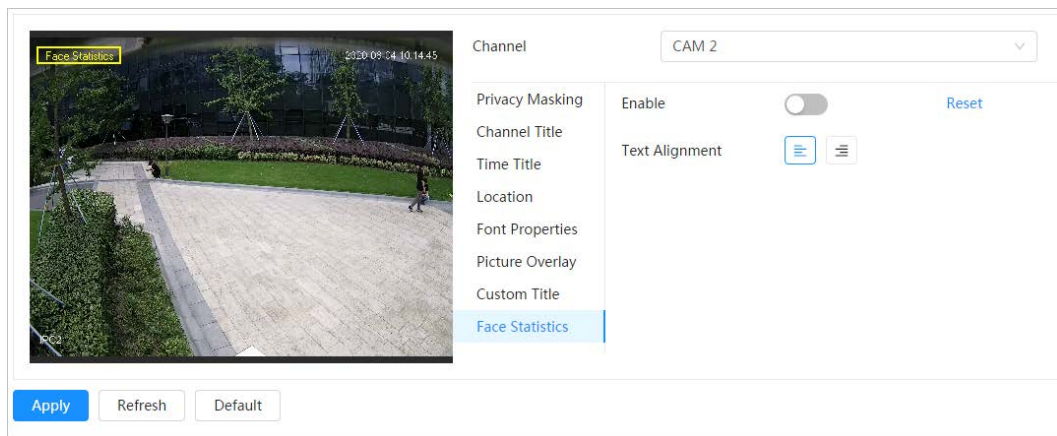 Face Statistics
2020-08-04 10:14:45
IPC2
Channel
CAM 2
Privacy Masking
Channel Title
Time Title
Location
Font Properties
Picture Overlay
Custom Title
Face Statistics
Enable
Reset
Text Alignment
Apply Refresh Default